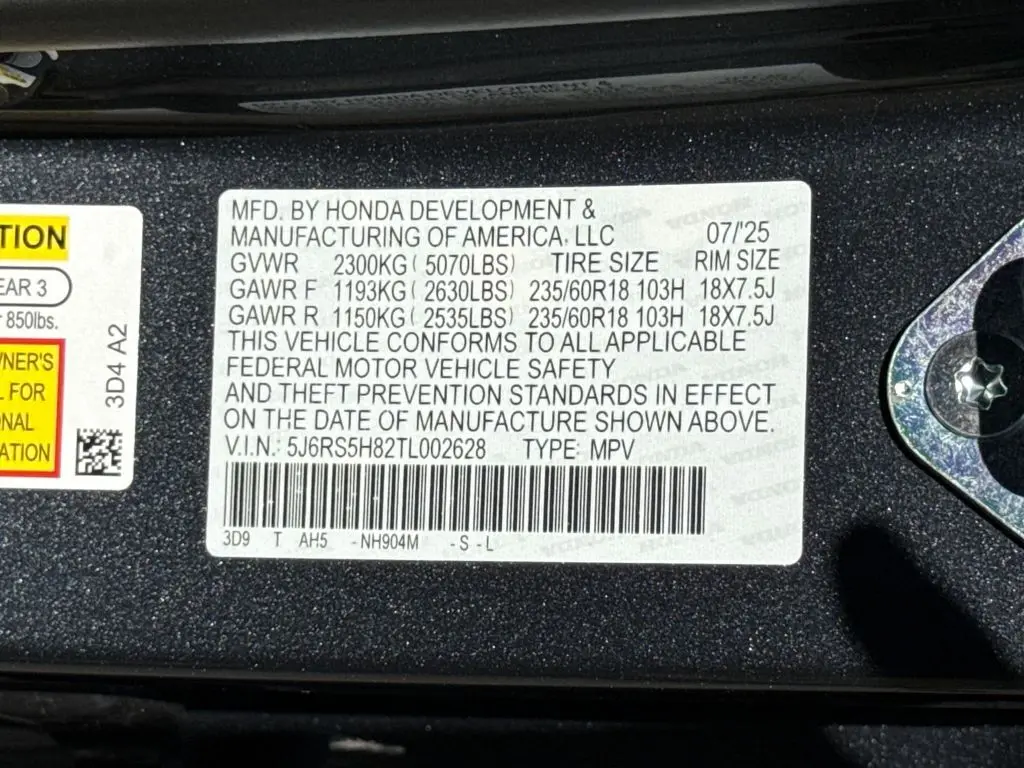 TION
EAR 3
850lbs.
NER'S
L FOR
ONAL
ATION
3D4 A2
MFD. BY HONDA DEVELOPMENT &
MANUFACTURING OF AMERICA, LLC 07/'25
GVWR 2300KG ( 5070LBS) TIRE SIZE RIM SIZE
GAWR F 1193KG ( 2630LBS) 235/60R18 103H 18X7.5J
GAWR R 1150KG ( 2535LBS) 235/60R18 103H 18X7.5J
THIS VEHICLE CONFORMS TO ALL APPLICABLE
FEDERAL MOTOR VEHICLE SAFETY
AND THEFT PREVENTION STANDARDS IN EFFECT
ON THE DATE OF MANUFACTURE SHOWN ABOVE.
V.I.N.: 5J6RS5H82TL002628 TYPE: MPV
3D9 T AH5 -NH904M -S -L